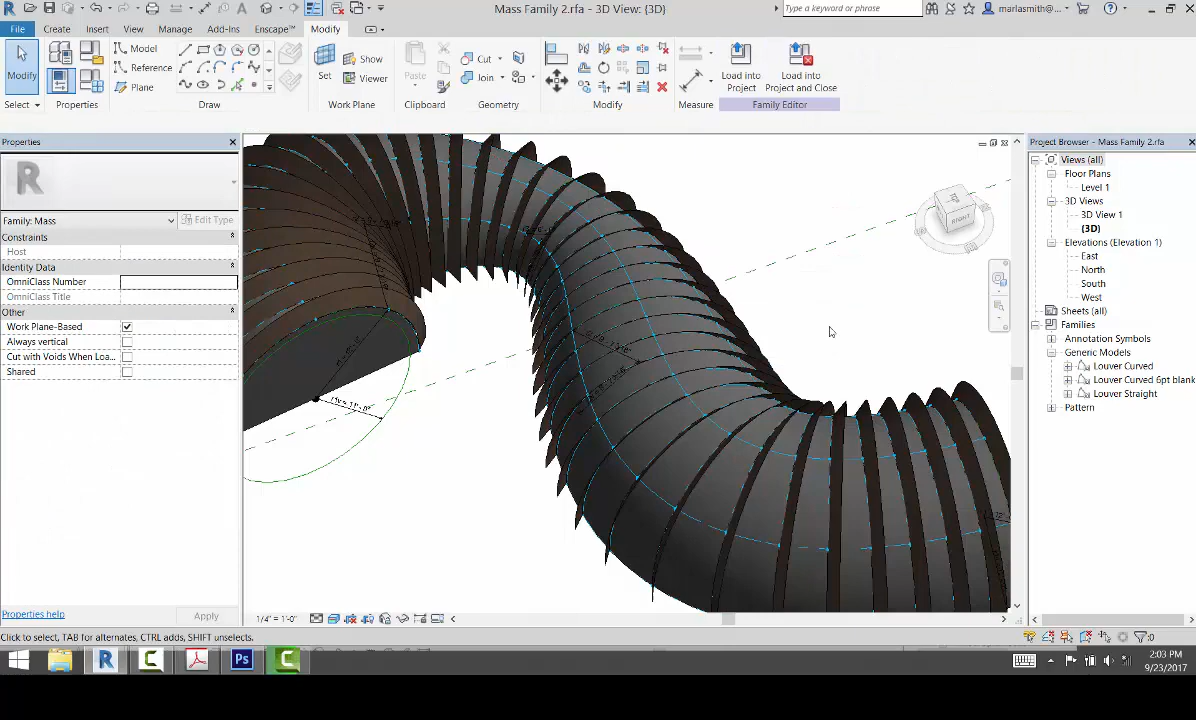 Mass Family 2.rfa - 3D View: {3D}
Type a keyword or phrase
marlasmith@...
File
Create
Insert
View
Manage
Add-Ins
Enscape™
Modify
Modify
Model
Reference
Plane
Set
Show
Viewer
Paste
Cut
Join
Load into
Project
Load into
Project and Close
Select
Properties
Draw
Work Plane
Clipboard
Geometry
Modify
Measure
Family Editor
Properties
R
Family: Mass
Edit Type
Constraints
Host
Identity Data
OmniClass Number
OmniClass Title
Other
Work Plane-Based
Always vertical
Cut with Voids When Loa...
Shared
Properties help
Apply
RIGHT
Project Browser - Mass Family 2.rfa
Views (all)
Floor Plans
Level 1
3D Views
3D View 1
{3D}
Elevations (Elevation 1)
East
North
South
West
Sheets (all)
Families
Annotation Symbols
Generic Models
Louver Curved
Louver Curved 6pt blank
Louver Straight
Pattern
1/4" = 1'-0"
Click to select, TAB for alternates, CTRL adds, SHIFT unselects.
:0
Ps
2:03 PM
9/23/2017